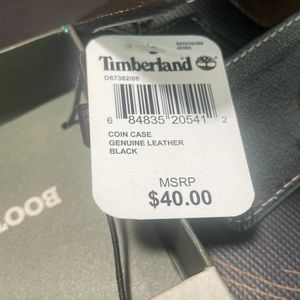 Timberland
D67382/08
6 84835 20541 2
COIN CASE
GENUINE LEATHER
BLACK
MSRP
$40.00
BOOT